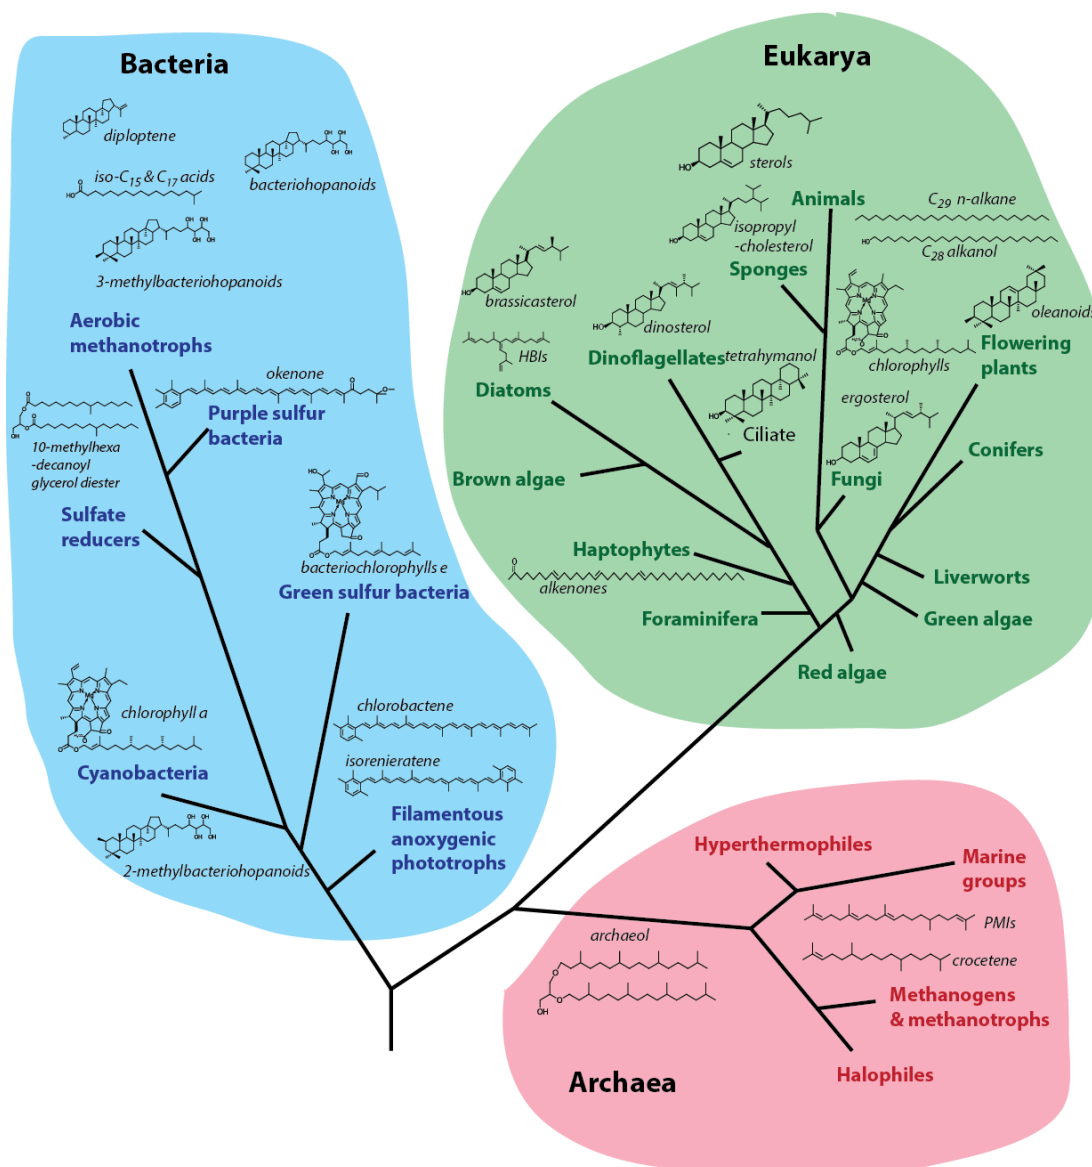 Bacteria
diploptene
bacteriohopanoids
iso-C15 & C17 acids
3-methylbacteriohopanoids
Aerobic
methanotrophs
okenone
Purple sulfur
bacteria
10-methylhexa
-decanoyl
glycerol diester
Sulfate
reducers
bacteriochlorophylls e
Green sulfur bacteria
chlorophyll a
Cyanobacteria
2-methylbacteriohopanoids
chlorobactene
isorenieratene
Filamentous
anoxygenic
phototrophs
Eukarya
sterols
Animals
isopropyl
-cholesterol
Sponges
C29 n-alkane
C28 alkanol
brassicasterol
HBIs
Diatoms
dinosterol
Dinoflagellates
tetrahymanol
Ciliate
chlorophylls
oleanoids
Flowering
plants
ergosterol
Fungi
Conifers
Brown algae
Haptophytes
alkenones
Foraminifera
Liverworts
Green algae
Red algae
Hyperthermophiles
Marine
groups
PMIs
crocetene
archaeol
Methanogens
& methanotrophs
Halophiles
Archaea